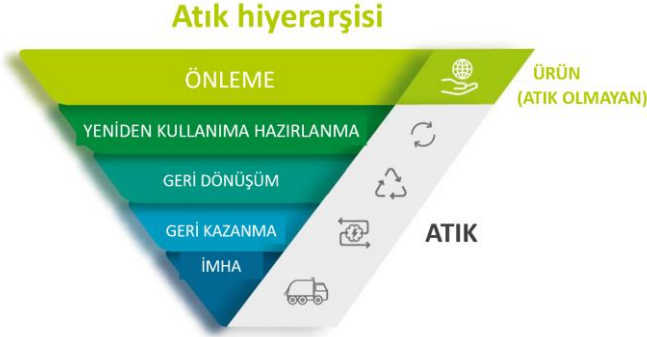 Atık hiyerarşisi
ÖNLEME
ÜRÜN
(ATIK OLMAYAN)
YENİDEN KULLANIMA HAZIRLANMA
GERİ DÖNÜŞÜM
GERİ KAZANMA
ATIK
İMHA